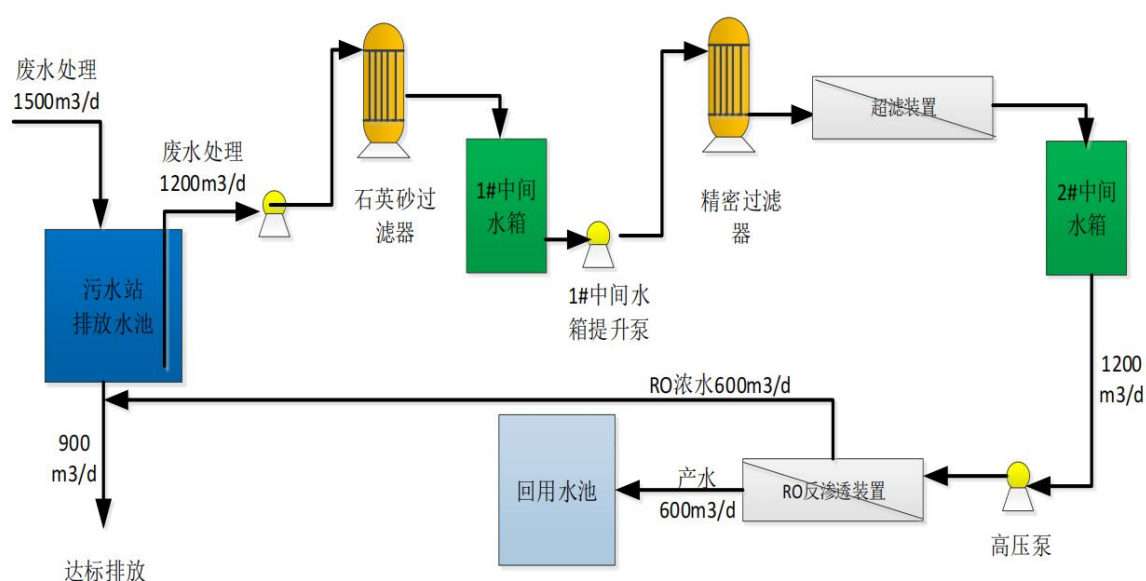 废水处理
1500m3/d
废水处理
1200m3/d
石英砂过
滤器
1#中间
水箱
1#中间水
箱提升泵
精密过滤
器
超滤装置
2#中间
水箱
污水站
排放水池
1200
m3/d
RO浓水600m3/d
900
m3/d
回用水池
产水
600m3/d
RO反渗透装置
高压泵
达标排放